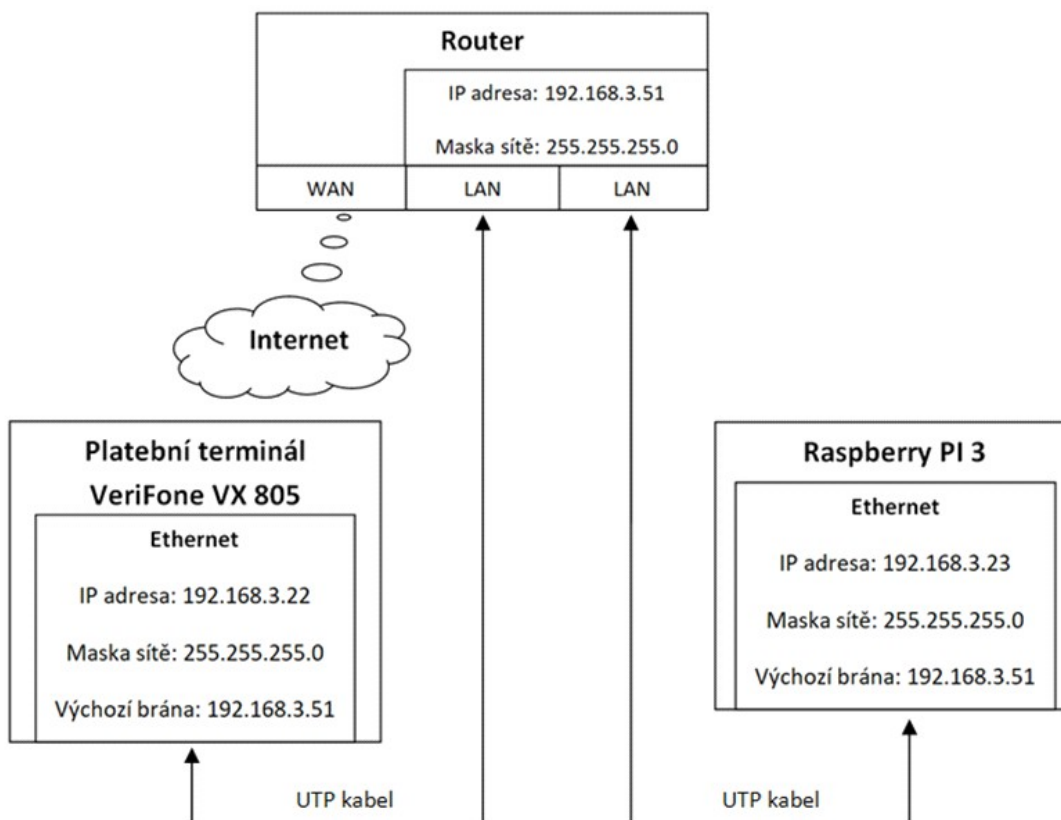 Router
IP adresa: 192.168.3.51
Maska sítě: 255.255.255.0
WAN
LAN
LAN
Internet
Platební terminál
VeriFone VX 805
Ethernet
IP adresa: 192.168.3.22
Maska sítě: 255.255.255.0
Výchozí brána: 192.168.3.51
Raspberry PI 3
Ethernet
IP adresa: 192.168.3.23
Maska sítě: 255.255.255.0
Výchozí brána: 192.168.3.51
UTP kabel
UTP kabel